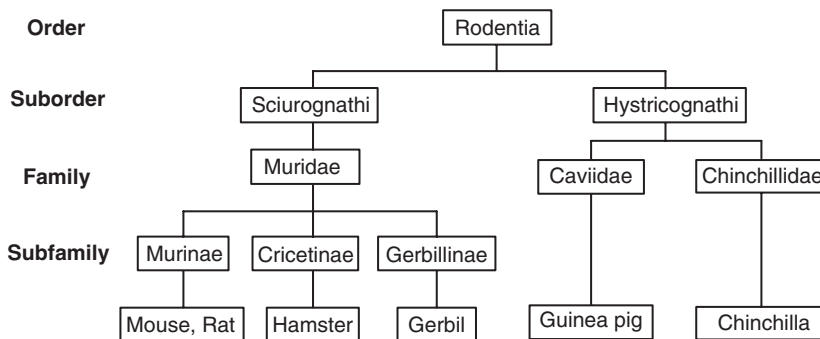 Order
Rodentia
Suborder
Sciurognathi
Hystricognathi
Family
Muridae
Caviidae
Chinchillidae
Subfamily
Murinae
Cricetinae
Gerbillinae
Mouse, Rat
Hamster
Gerbil
Guinea pig
Chinchilla